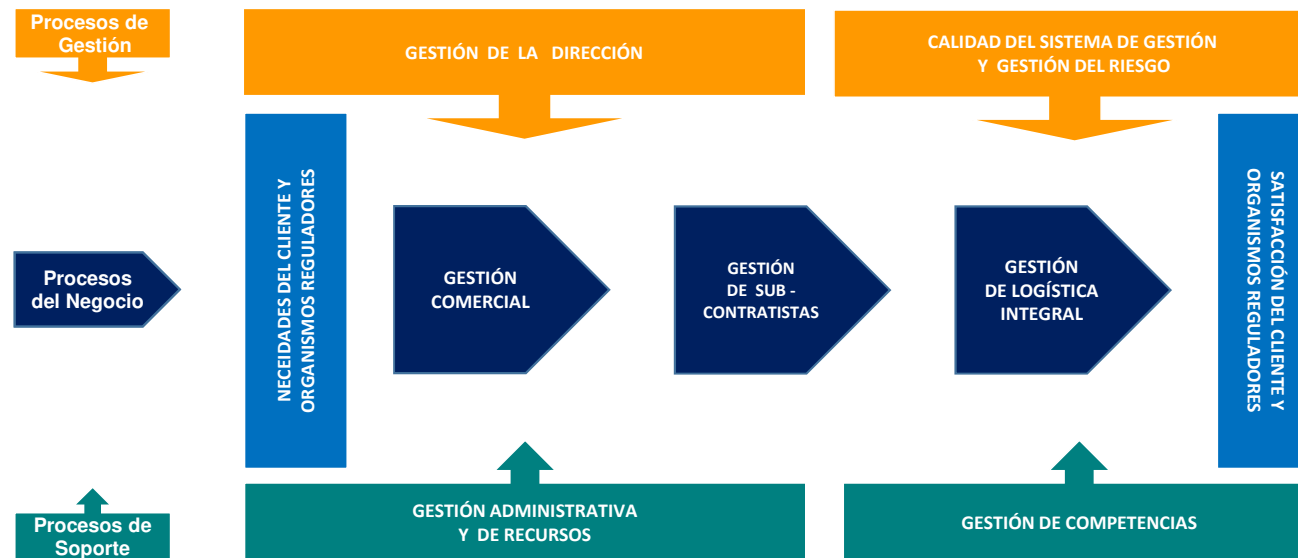 Procesos de
Gestión
GESTIÓN DE LA DIRECCIÓN
CALIDAD DEL SISTEMA DE GESTIÓN
Y GESTIÓN DEL RIESGO
Procesos
del Negocio
NECEIDADES DEL CLIENTE Y
ORGANISMOS REGULADORES
GESTIÓN
COMERCIAL
GESTIÓN
DE SUB -
CONTRATISTAS
GESTIÓN
DE LOGÍSTICA
INTEGRAL
SATISFACCIÓN DEL CLIENTE Y
ORGANISMOS REGULADORES
Procesos de
Soporte
GESTIÓN ADMINISTRATIVA
Y DE RECURSOS
GESTIÓN DE COMPETENCIAS